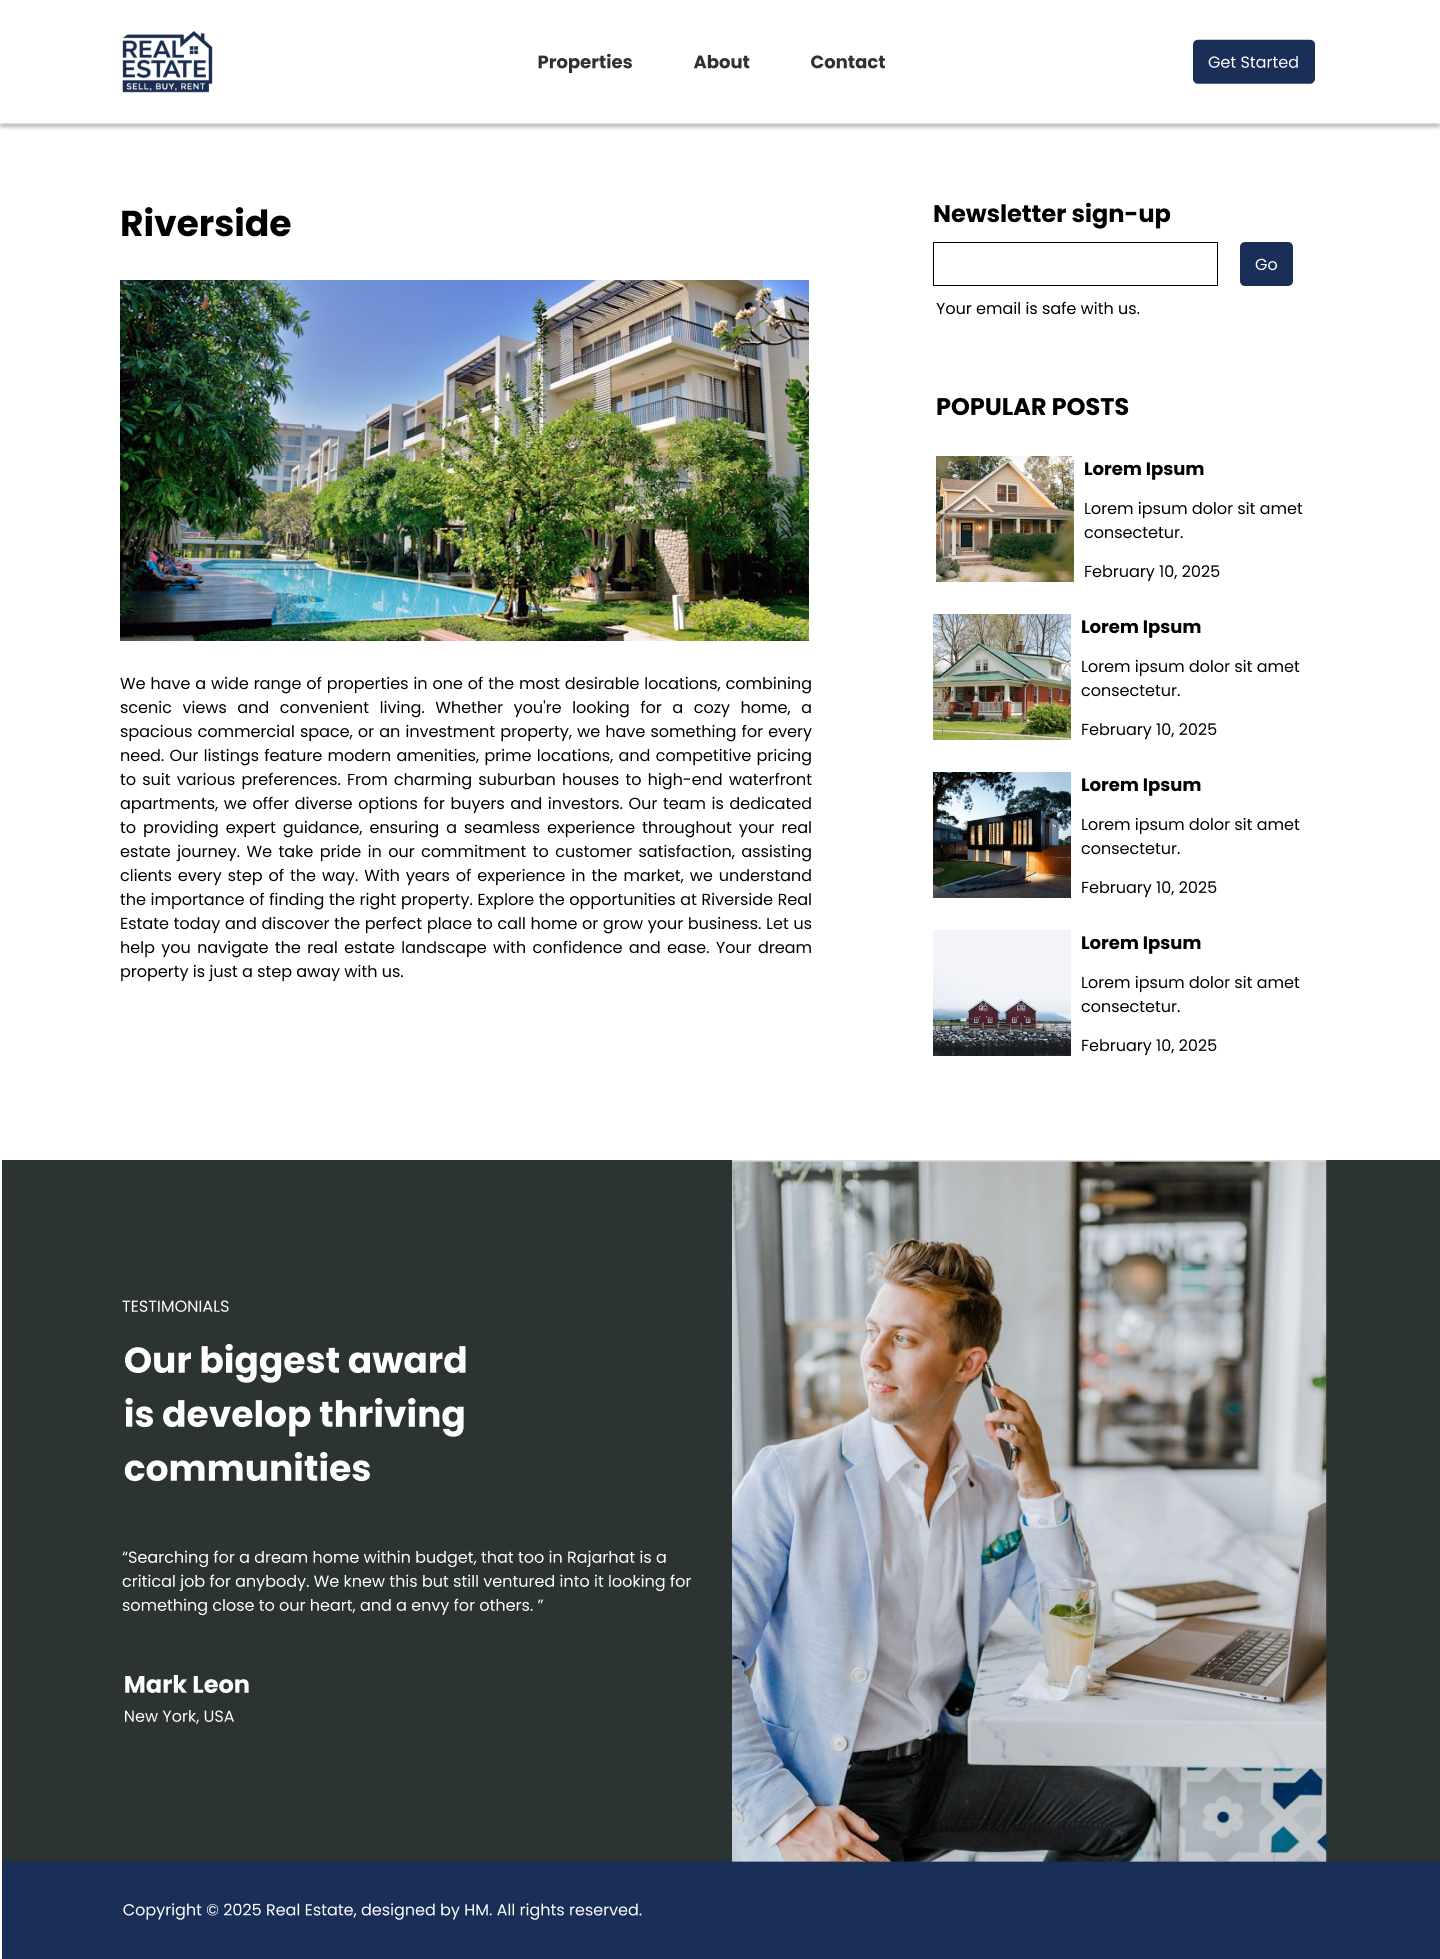 REAL
ESTATE
SELL, BUY, RENT
Properties
About
Contact
Get Started
Riverside
We have a wide range of properties in one of the most desirable locations, combining
scenic views and convenient living. Whether you're looking for a cozy home, a
spacious commercial space, or an investment property, we have something for every
need. Our listings feature modern amenities, prime locations, and competitive pricing
to suit various preferences. From charming suburban houses to high-end waterfront
apartments, we offer diverse options for buyers and investors. Our team is dedicated
to providing expert guidance, ensuring a seamless experience throughout your real
estate journey. We take pride in our commitment to customer satisfaction, assisting
clients every step of the way. With years of experience in the market, we understand
the importance of finding the right property. Explore the opportunities at Riverside Real
Estate today and discover the perfect place to call home or grow your business. Let us
help you navigate the real estate landscape with confidence and ease. Your dream
property is just a step away with us.
Newsletter sign-up
Go
Your email is safe with us.
POPULAR POSTS
Lorem Ipsum
Lorem ipsum dolor sit amet
consectetur.
February 10, 2025
Lorem Ipsum
Lorem ipsum dolor sit amet
consectetur.
February 10, 2025
Lorem Ipsum
Lorem ipsum dolor sit amet
consectetur.
February 10, 2025
Lorem Ipsum
Lorem ipsum dolor sit amet
consectetur.
February 10, 2025
TESTIMONIALS
Our biggest award
is develop thriving
communities
“Searching for a dream home within budget, that too in Rajarhat is a
critical job for anybody. We knew this but still ventured into it looking for
something close to our heart, and a envy for others. ”
Mark Leon
New York, USA
Copyright © 2025 Real Estate, designed by HM. All rights reserved.